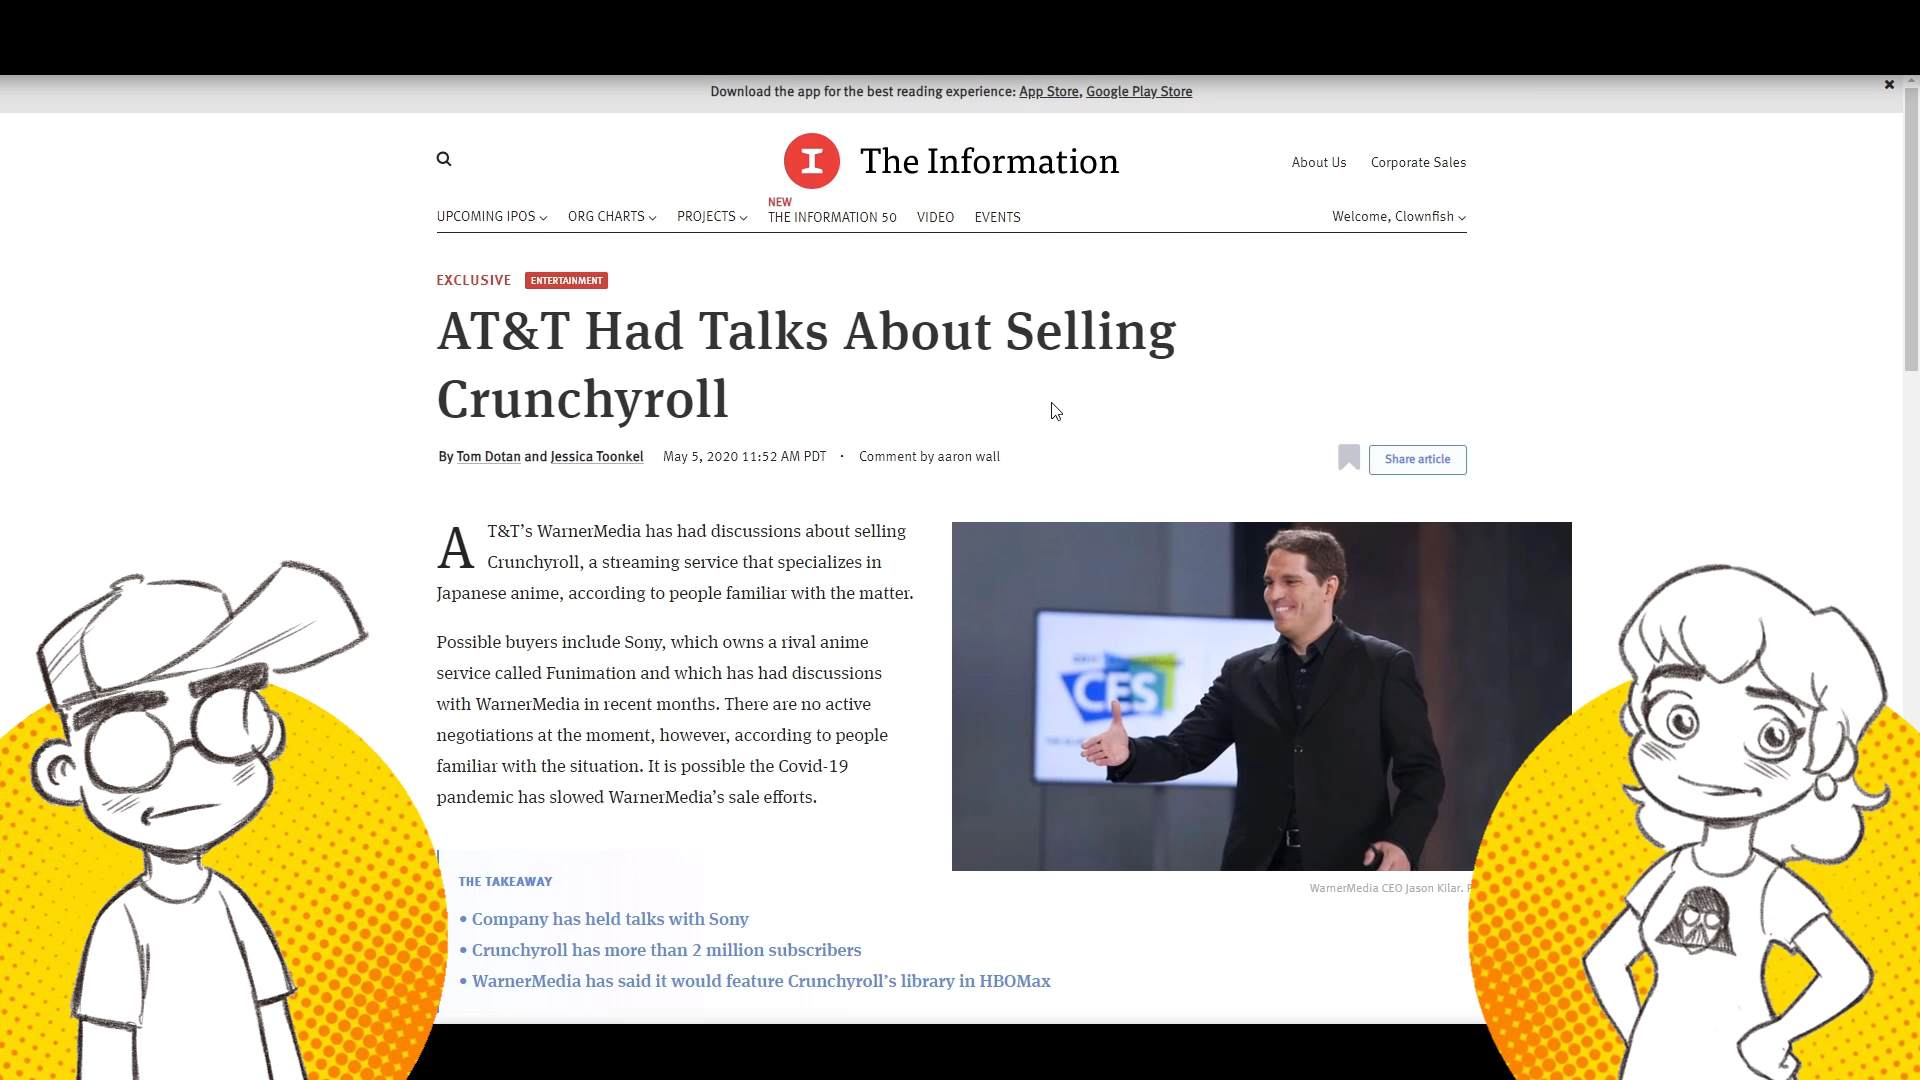 Download the app for the best reading experience: App Store, Google Play Store
I The Information
About Us Corporate Sales
UPCOMING IPOS ORG CHARTS PROJECTS NEW THE INFORMATION 50 VIDEO EVENTS
Welcome, Clownfish
EXCLUSIVE ENTERTAINMENT
AT&T Had Talks About Selling
Crunchyroll
By Tom Dotan and Jessica Toonkel May 5, 2020 11:52 AM PDT · Comment by aaron wall
Share article
AT&T’s WarnerMedia has had discussions about selling
Crunchyroll, a streaming service that specializes in
Japanese anime, according to people familiar with the matter.
Possible buyers include Sony, which owns a rival anime
service called Funimation and which has had discussions
with WarnerMedia in recent months. There are no active
negotiations at the moment, however, according to people
familiar with the situation. It is possible the Covid-19
pandemic has slowed WarnerMedia’s sale efforts.
CES
WarnerMedia CEO Jason Kilar.
THE TAKEAWAY
• Company has held talks with Sony
• Crunchyroll has more than 2 million subscribers
• WarnerMedia has said it would feature Crunchyroll’s library in HBOMax